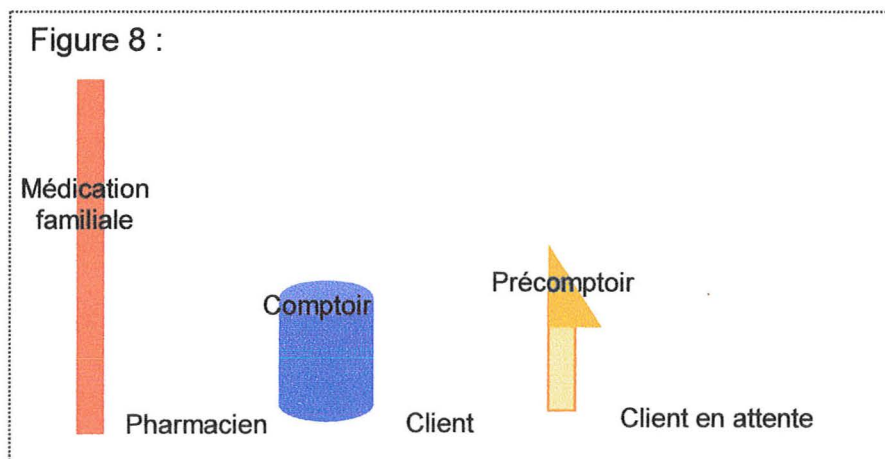 Figure 8 :
Médication
familiale
Comptoir
Précomptoir
Pharmacien
Client
Client en attente